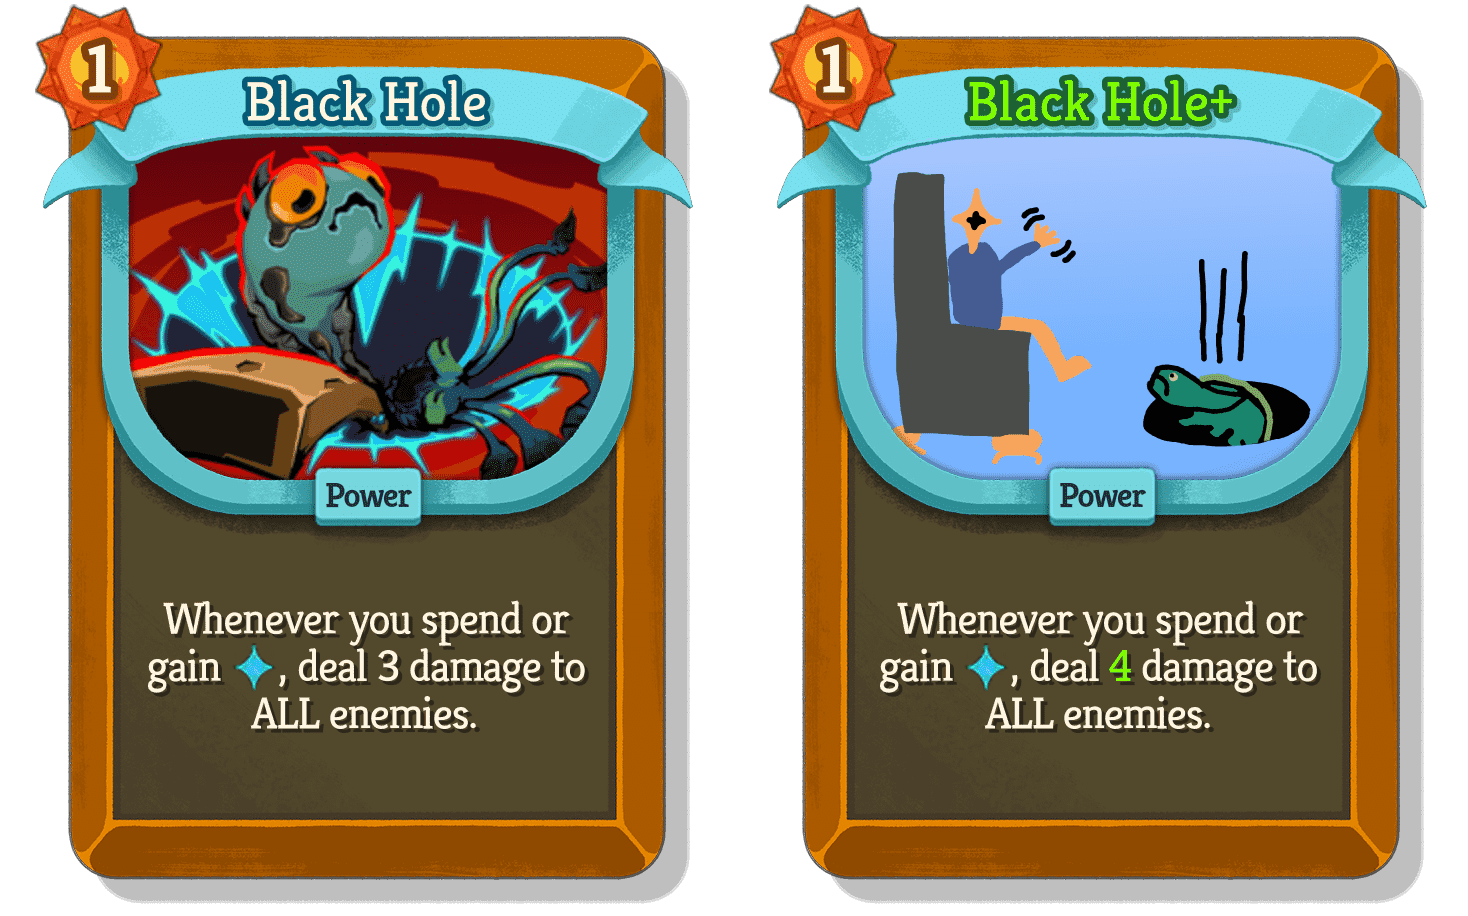 1
Black Hole
Power
Whenever you spend or
gain , deal 3 damage to
ALL enemies.
1
Black Hole+
Power
Whenever you spend or
gain , deal 4 damage to
ALL enemies.